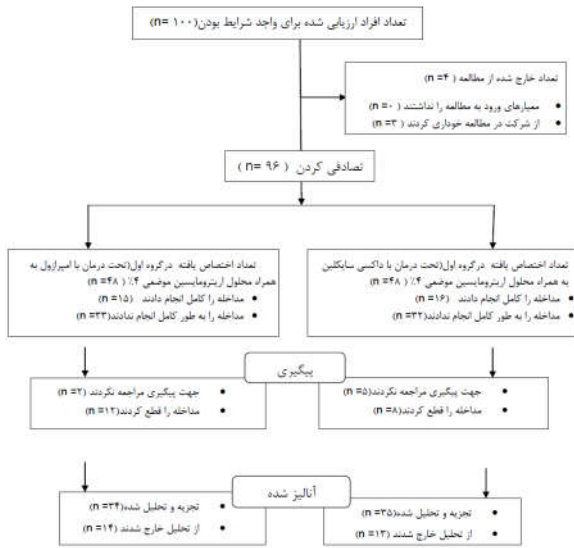 تعداد افراد ارزیابی شده برای واجد شرایط بودن(n= ۱۰۰)
تعداد خارج شده از مطالعه ( n =۴)
معیارهای ورود به مطالعه را نداشتند ( n =۰)
از شرکت در مطالعه خوداری کردند ( n =۳)
تصادفی کردن ( n= ۹۶ )
تعداد اختصاص یافته در گروه اول(تحت درمان با داکسی سایکلین
به همراه محلول اریترومایسین موضعی ۴٪ ( n =۴۸)
مداخله را کامل انجام دادند ( n =۱۶)
مداخله را به طور کامل انجام ندادند(n =۳۲)
تعداد اختصاص یافته در گروه اول(تحت درمان با امپرازول به
همراه محلول اریترومایسین موضعی ۴٪ ( n =۴۸)
مداخله را کامل انجام دادند ( n =۱۵)
مداخله را به طور کامل انجام ندادند(n =۳۳)
پیگیری
جهت پیگیری مراجعه نکردند(n =۵)
مداخله را قطع کردند(n =۸)
جهت پیگیری مراجعه نکردند(n =۲)
مداخله را قطع کردند(n =۱۲)
آنالیز شده
تجزیه و تحلیل شده(n =۳۵)
از تحلیل خارج شدند (n =۱۳)
تجزیه و تحلیل شده(n =۳۴)
از تحلیل خارج شدند (n =۱۴)